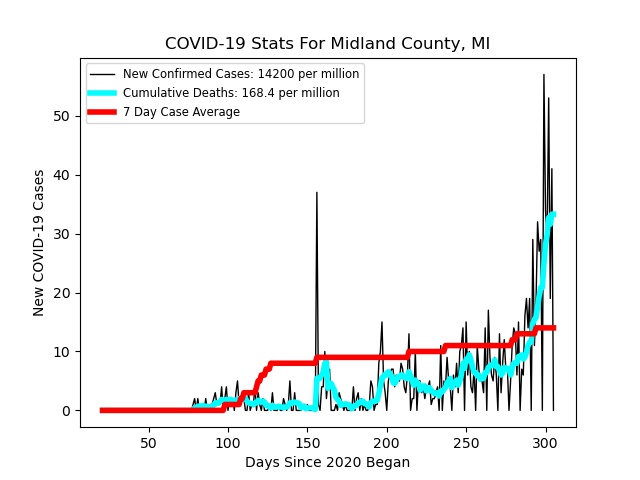 COVID-19 Stats For Midland County, MI
New Confirmed Cases: 14200 per million
Cumulative Deaths: 168.4 per million
7 Day Case Average
New COVID-19 Cases
50
40
30
20
10
0
50 100 150 200 250 300
Days Since 2020 Began